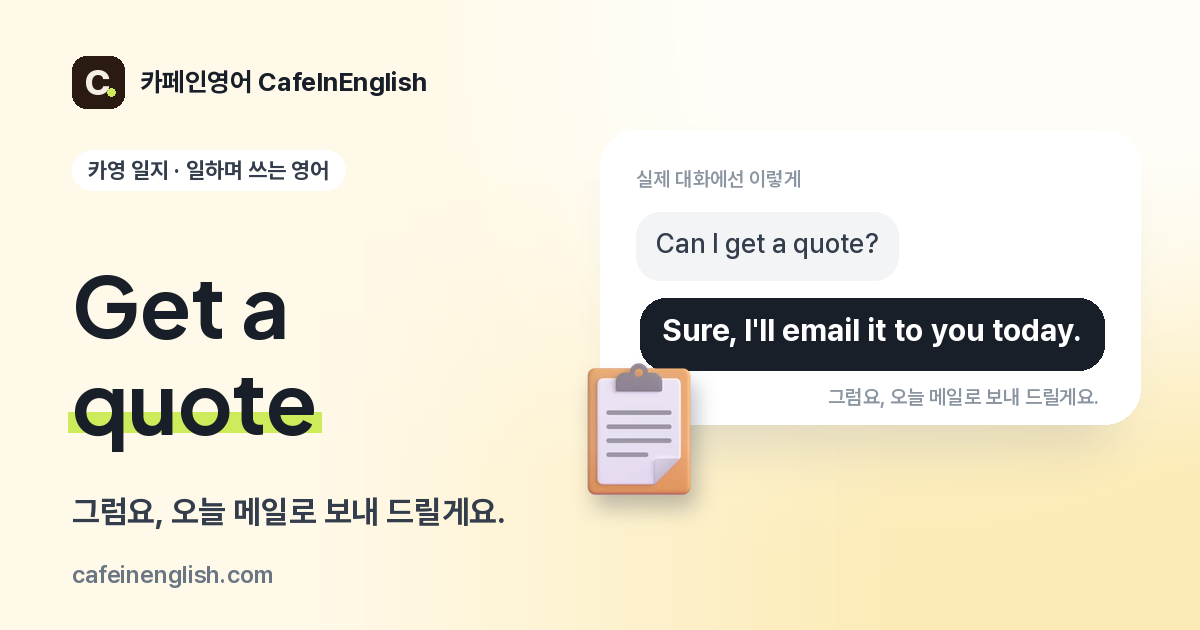 C.
카페인영어 CafeInEnglish
카영 일지 · 일하며 쓰는 영어
Get a
quote
그럼요, 오늘 메일로 보내 드릴게요.
cafeinenglish.com
실제 대화에선 이렇게
Can I get a quote?
Sure, I'll email it to you today.
그럼요, 오늘 메일로 보내 드릴게요.